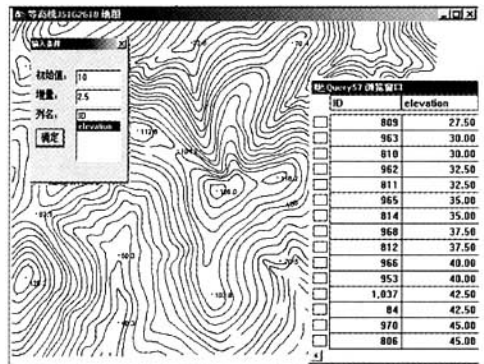 等高线JSIG2610 地图
输入条件
初始值： 10
增量： 2.5
列名： ID
elevation
确定
Query57 浏览窗口
ID elevation
809 27.50
963 30.00
810 30.00
962 32.50
811 32.50
965 35.00
814 35.00
968 37.50
812 37.50
966 40.00
953 40.00
1,037 42.50
84 42.50
970 45.00
806 45.00